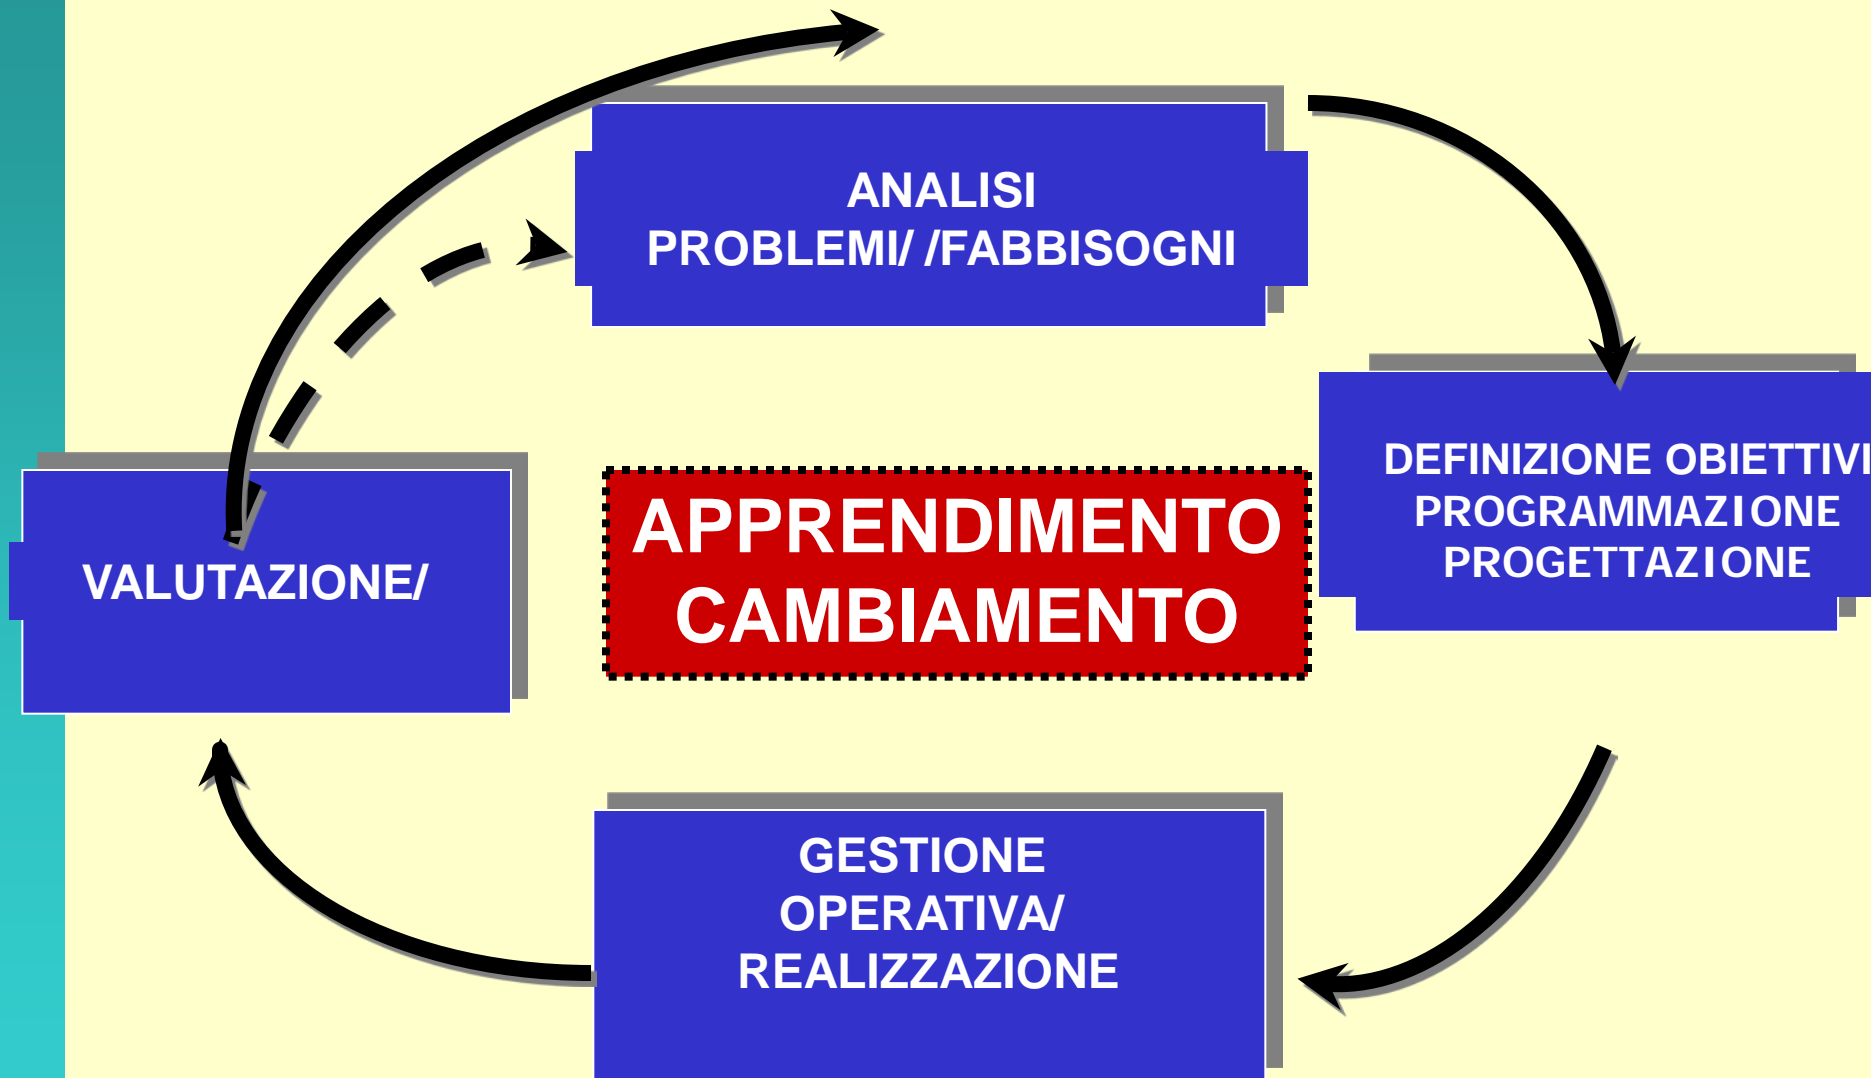 ANALISI
PROBLEMI/ /FABBISOGNI
DEFINIZIONE OBIETTIVI
PROGRAMMAZIONE
PROGETTAZIONE
APPRENDIMENTO
CAMBIAMENTO
VALUTAZIONE/
GESTIONE
OPERATIVA/
REALIZZAZIONE